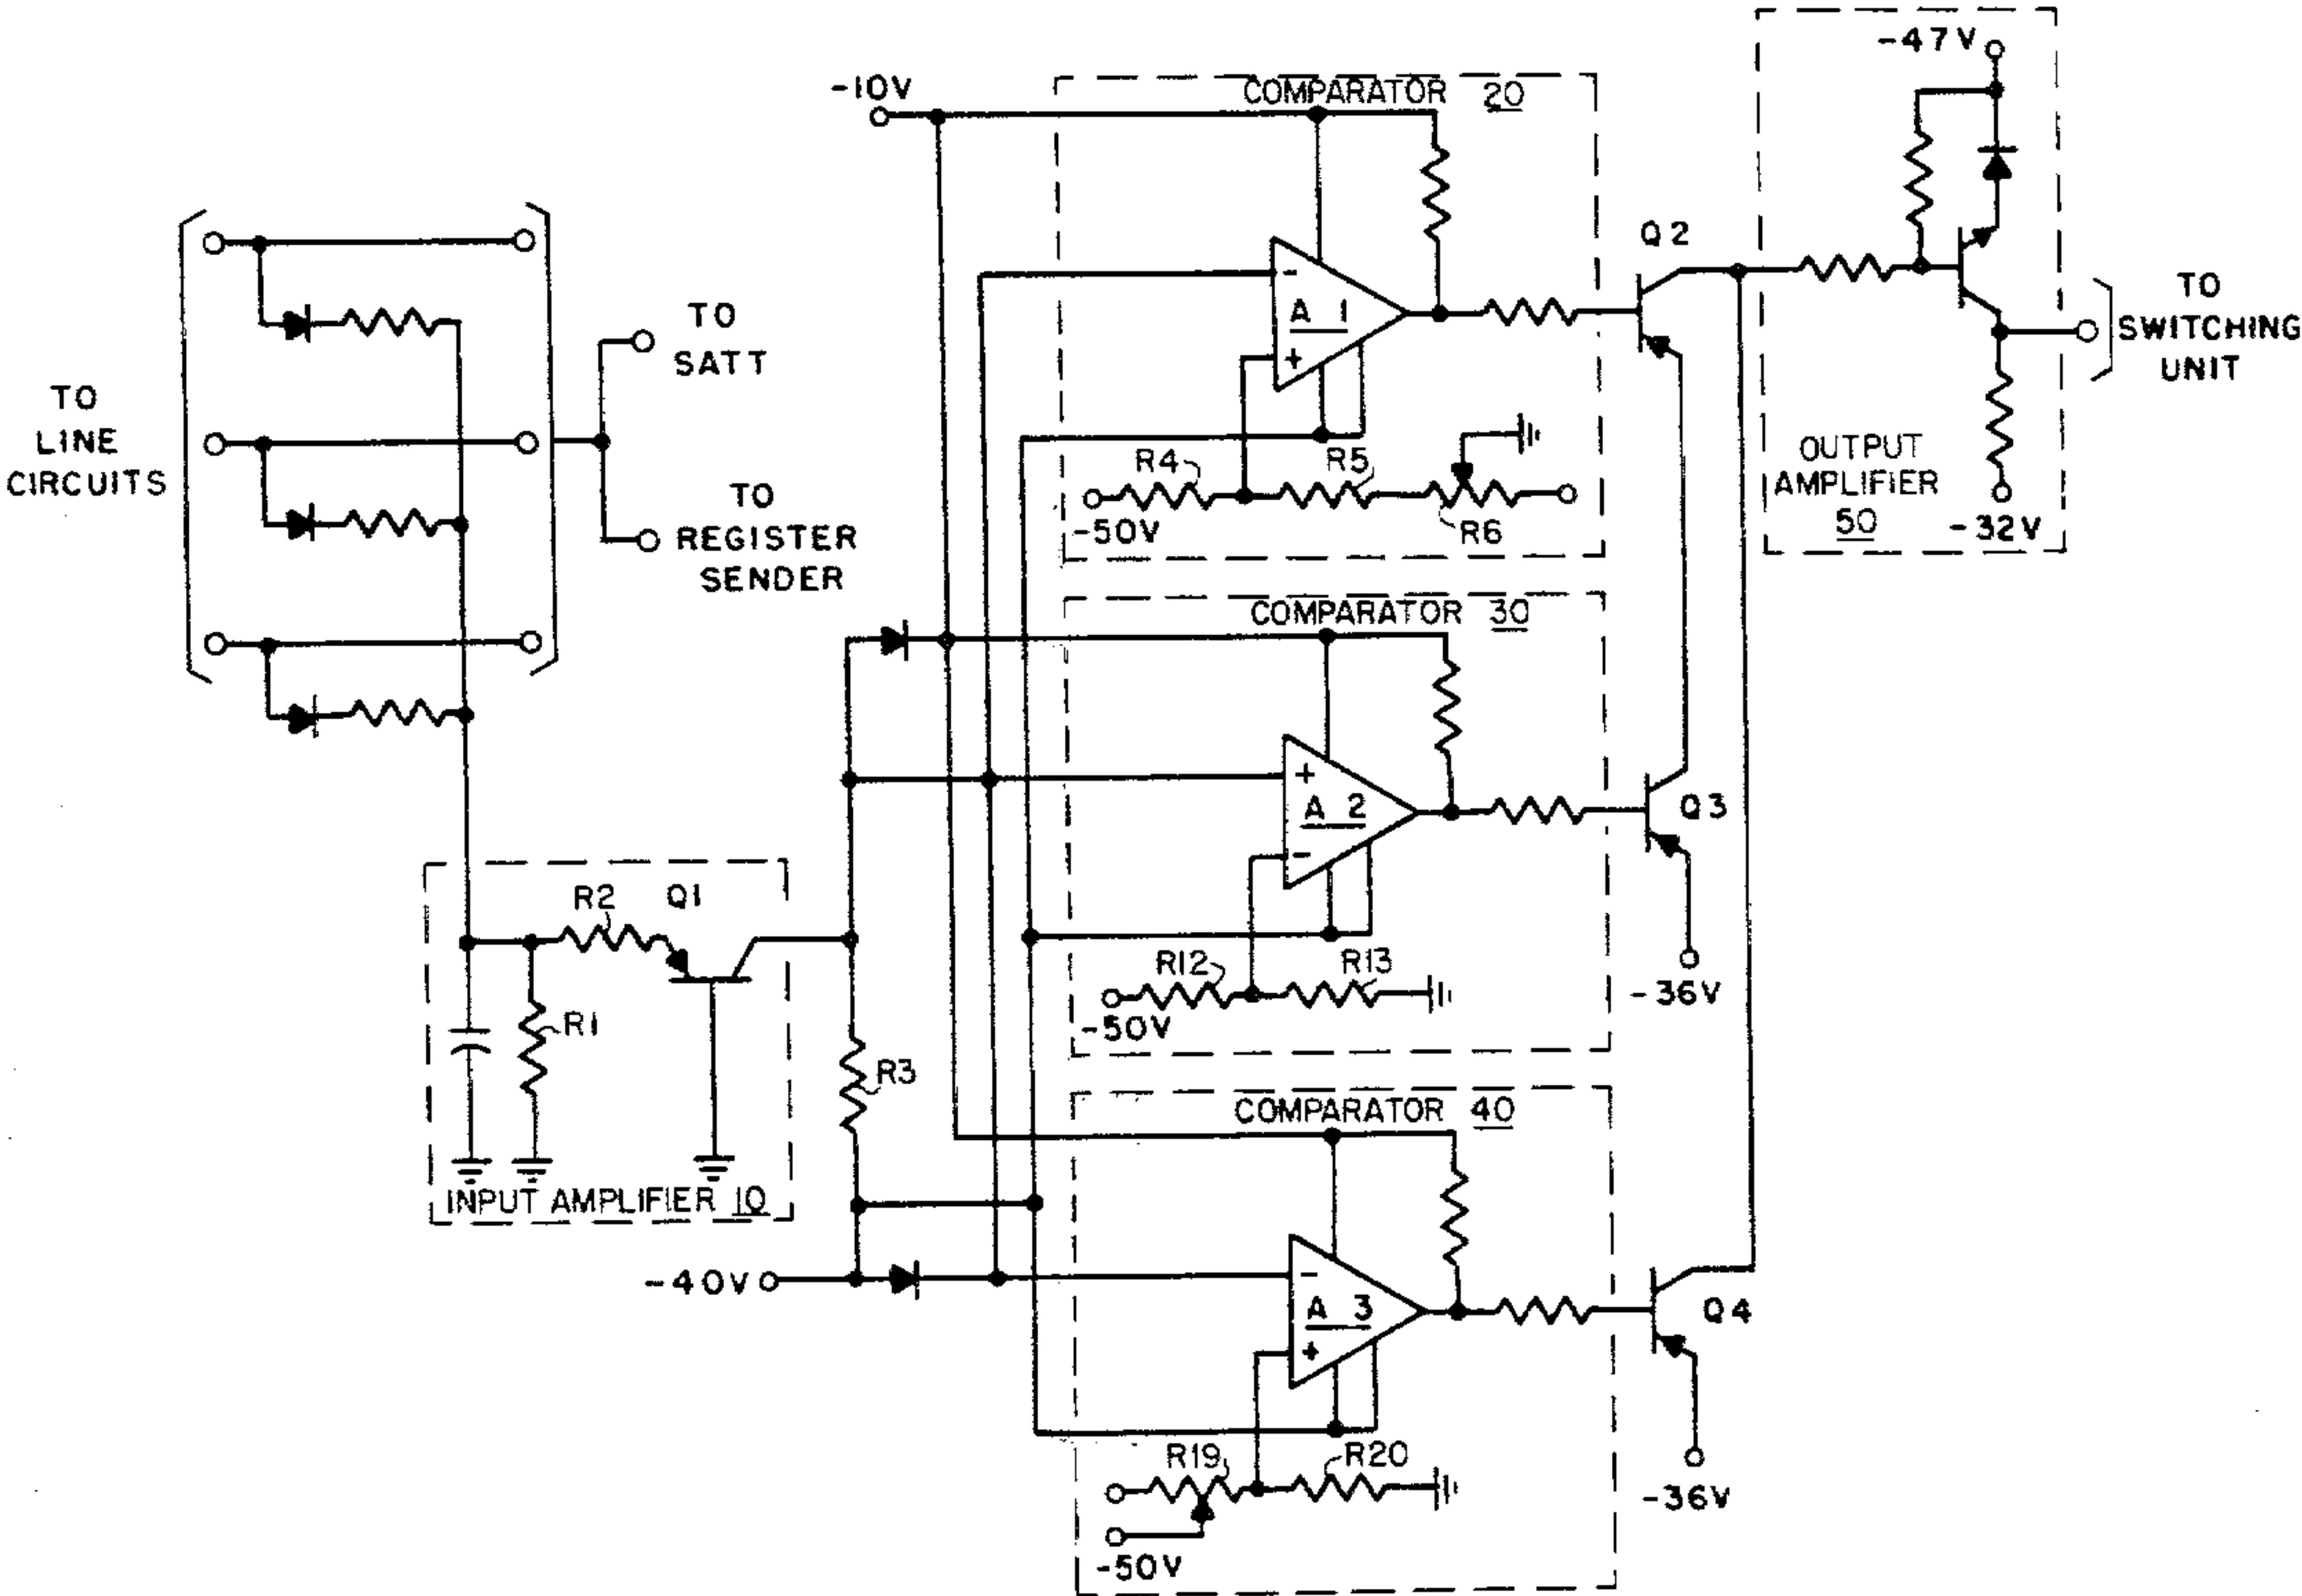 -10V
COMPARATOR 20
-47V
Q2
A 1
-
+
TO
SATT
TO
SWITCHING
UNIT
TO
LINE
CIRCUITS
R4
R5
-50V
R6
OUTPUT
AMPLIFIER
50
-32V
TO
REGISTER
SENDER
COMPARATOR 30
+
A 2
-
Q3
R2
Q1
R12
R13
-50V
-36V
R1
R3
COMPARATOR 40
INPUT AMPLIFIER 10
-40V
-
A 3
+
Q4
R19
R20
-50V
-36V